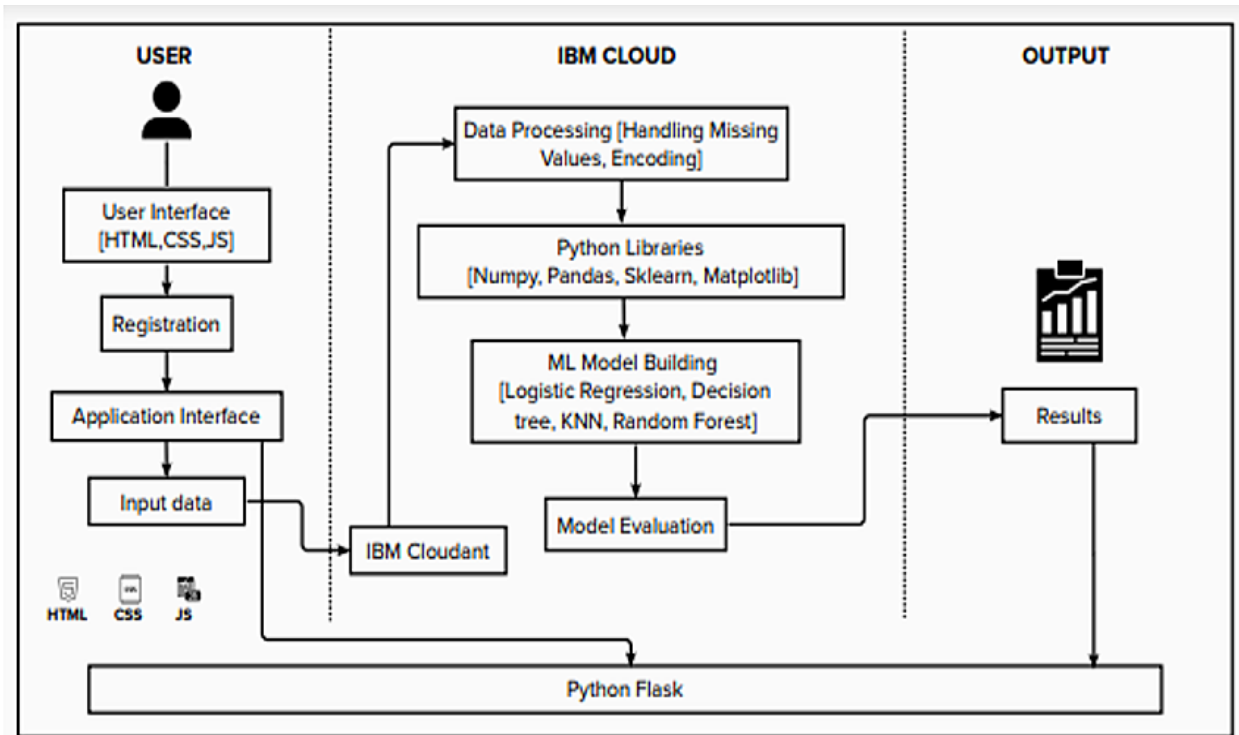 USER
User Interface
[HTML,CSS,JS]
Registration
Application Interface
Input data
HTML
CSS
JS
IBM CLOUD
Data Processing [Handling Missing
Values, Encoding]
Python Libraries
[Numpy, Pandas, Sklearn, Matplotlib]
ML Model Building
[Logistic Regression, Decision
tree, KNN, Random Forest]
Model Evaluation
IBM Cloudant
OUTPUT
Results
Python Flask